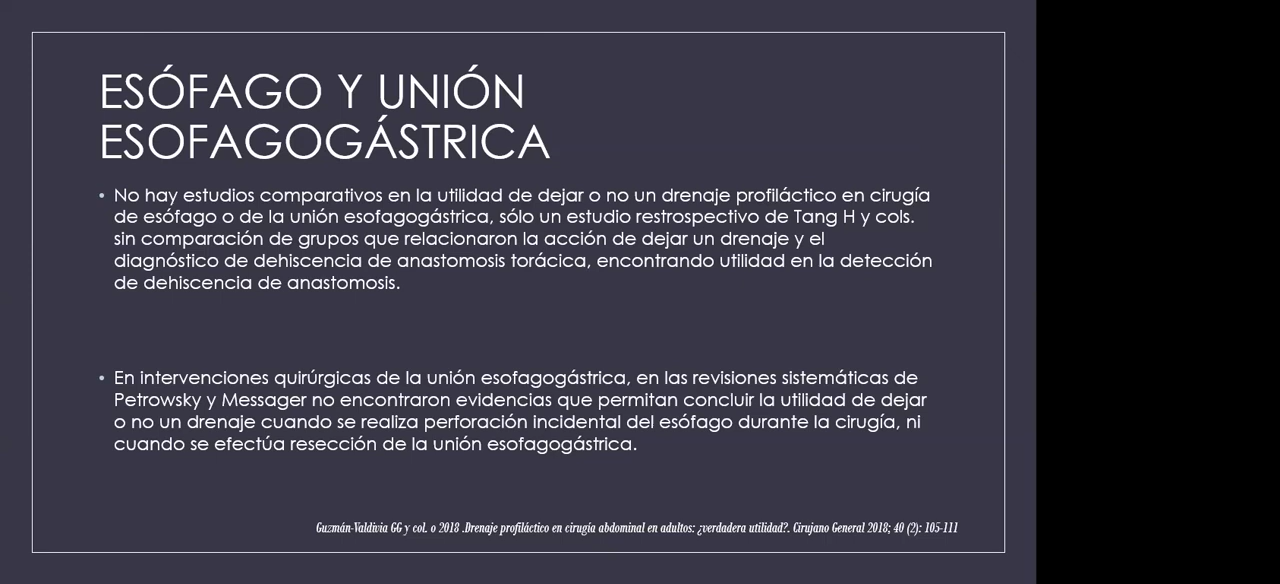 ESÓFAGO Y UNIÓN
ESOFAGOGÁSTRICA
• No hay estudios comparativos en la utilidad de dejar o no un drenaje profiláctico en cirugía
de esófago o de la unión esofagogástrica, sólo un estudio restrospectivo de Tang H y cols.
sin comparación de grupos que relacionaron la acción de dejar un drenaje y el
diagnóstico de dehiscencia de anastomosis torácica, encontrando utilidad en la detección
de dehiscencia de anastomosis.
• En intervenciones quirúrgicas de la unión esofagogástrica, en las revisiones sistemáticas de
Petrowsky y Messager no encontraron evidencias que permitan concluir la utilidad de dejar
o no un drenaje cuando se realiza perforación incidental del esófago durante la cirugía, ni
cuando se efectúa resección de la unión esofagogástrica.
Guzmán-Valdivia GG y col. o 2018 .Drenaje profiláctico en cirugía abdominal en adultos: ¿verdadera utilidad?. Cirujano General 2018; 40 (2): 105-111